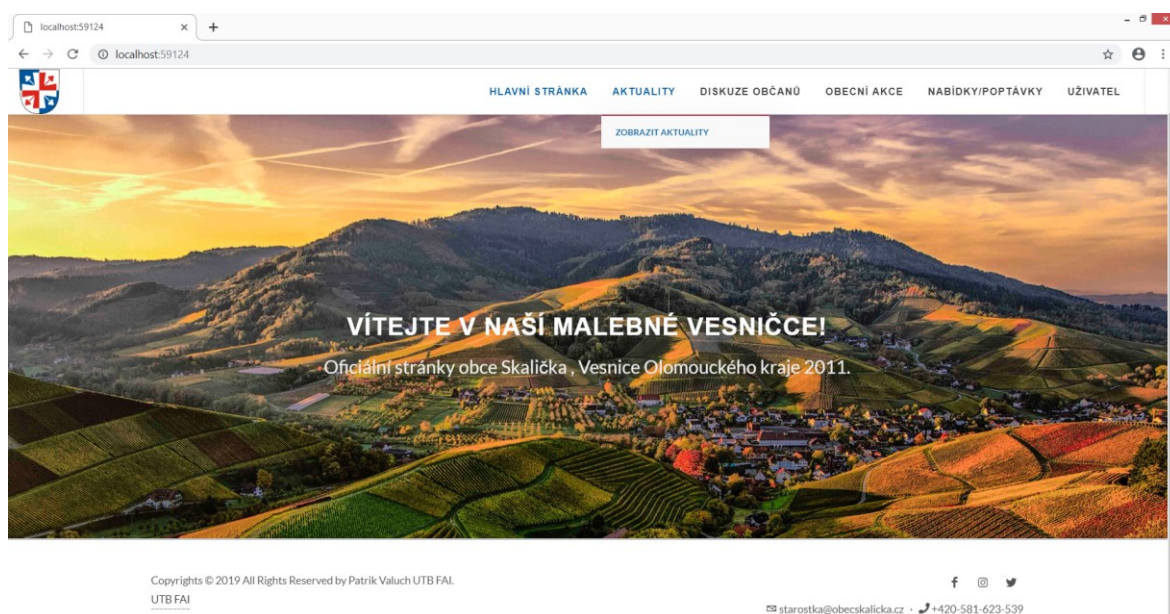 localhost:59124
localhost:59124
HLAVNÍ STRÁNKA AKTUALITY DISKUZE OBČANŮ OBECNÍ AKCE NABÍDKY/POPTÁVKY UŽIVATEL
ZOBRAZIT AKTUALITY
VÍTEJTE V NAŠÍ MALEBNÉ VESNIČCE!
Oficiální stránky obce Skalička , Vesnice Olomouckého kraje 2011.
Copyrights © 2019 All Rights Reserved by Patrik Valuch UTB FAI.
UTB FAI
starostka@obecskalicka.cz · +420-581-623-539